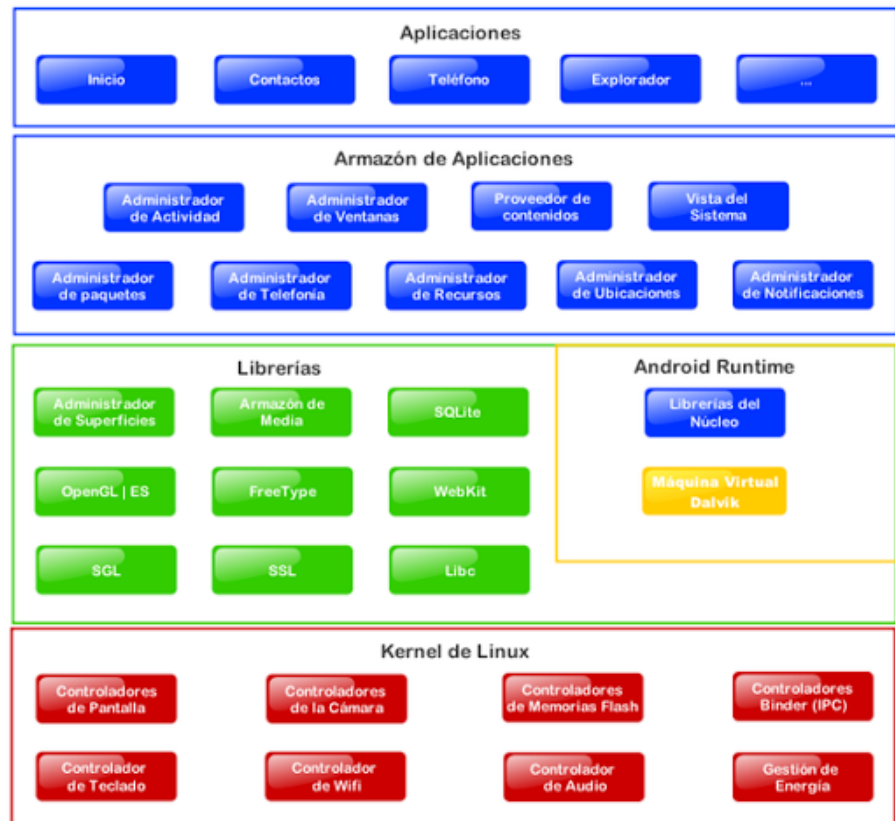 Aplicaciones
Inicio
Contactos
Teléfono
Explorador
...
Armazón de Aplicaciones
Administrador
de Actividad
Administrador
de Ventanas
Proveedor de
contenidos
Vista del
Sistema
Administrador
de paquetes
Administrador
de Telefonía
Administrador
de Recursos
Administrador
de Ubicaciones
Administrador
de Notificaciones
Librerías
Administrador
de Superficies
Armazón de
Media
SQLite
OpenGL | ES
FreeType
WebKit
SGL
SSL
Libc
Android Runtime
Librerías del
Núcleo
Máquina Virtual
Dalvik
Kernel de Linux
Controladores
de Pantalla
Controladores
de la Cámara
Controladores
de Memorias Flash
Controladores
Binder (IPC)
Controlador
de Teclado
Controlador
de Wifi
Controlador
de Audio
Gestión de
Energía